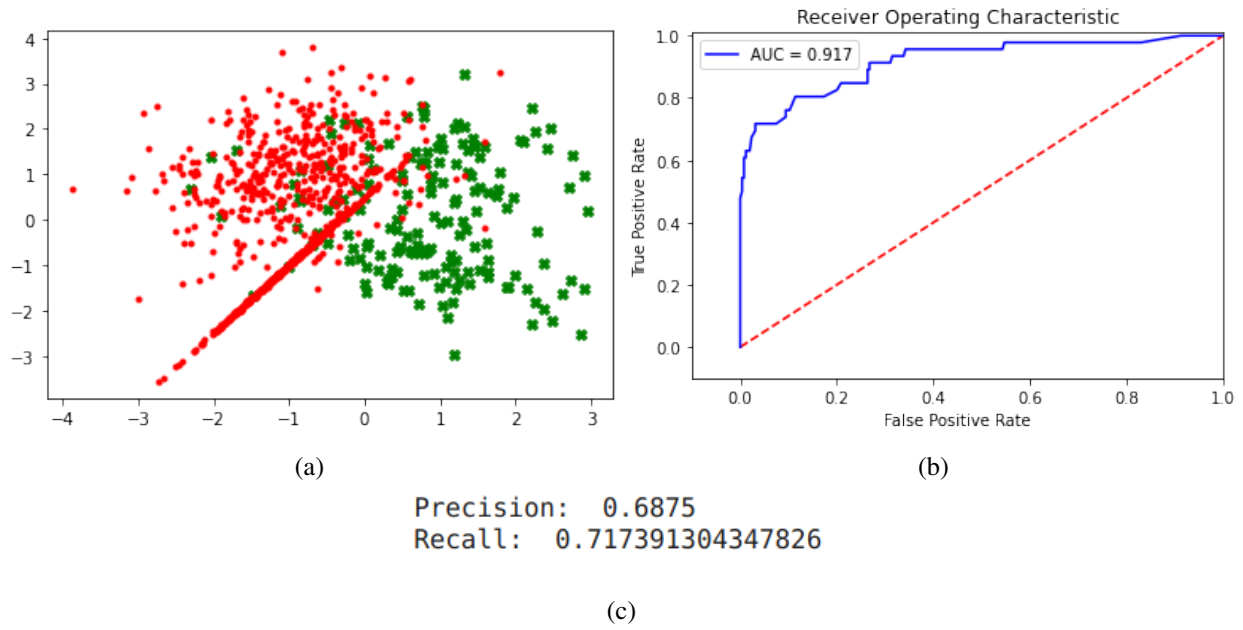 Receiver Operating Characteristic
4
3
2
1
0
−1
−2
−3
−4 −3 −2 −1 0 1 2 3
AUC = 0.917
True Positive Rate
1.0
0.8
0.6
0.4
0.2
0.0
0.0 0.2 0.4 0.6 0.8 1.0
False Positive Rate
(a)
(b)
Precision: 0.6875
Recall: 0.717391304347826
(c)